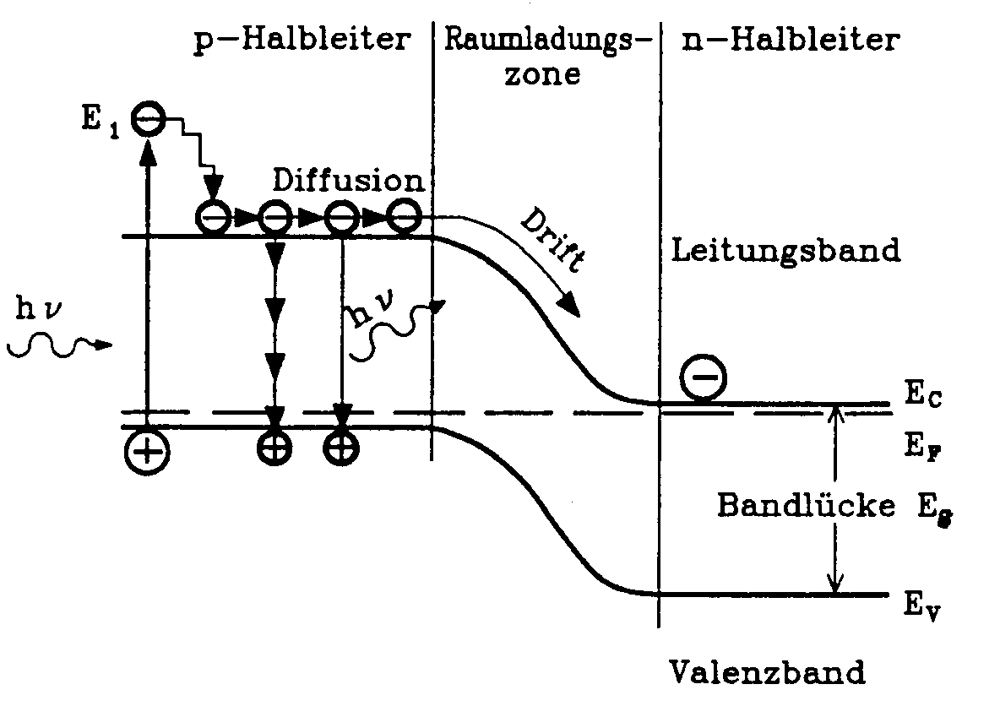 p-Halbleiter
Raumladungs-
zone
n-Halbleiter
E1
Diffusion
Drift
Leitungsband
hν
hν
EC
EF
Bandlücke Eg
EV
Valenzband